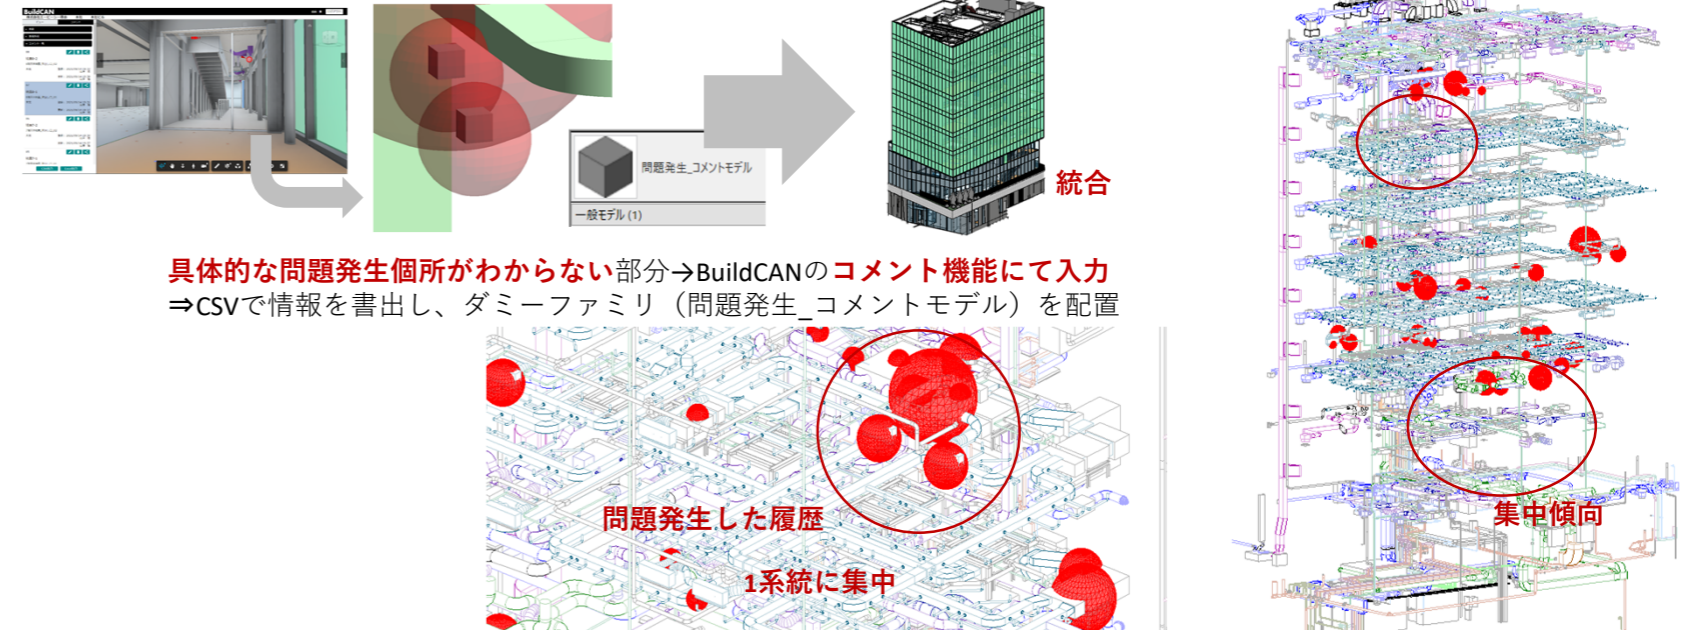 BuildCAN
問題発生_コメントモデル
一般モデル (1)
統合
具体的な問題発生個所がわからない部分→BuildCANのコメント機能にて入力
⇒CSVで情報を書出し、ダミーファミリ（問題発生_コメントモデル）を配置
問題発生した履歴
1系統に集中
集中傾向